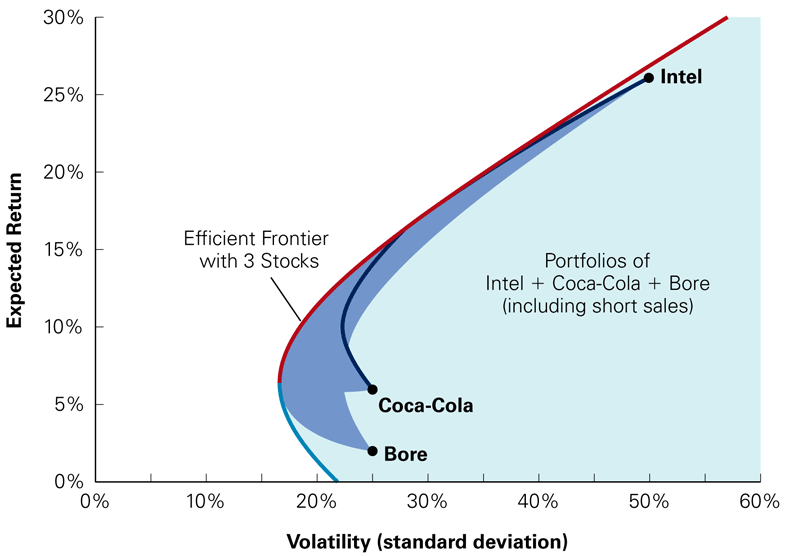 30%
Intel
25%
20%
Expected Return
Efficient Frontier
with 3 Stocks
15%
Portfolios of
Intel + Coca-Cola + Bore
(including short sales)
10%
5%
Coca-Cola
Bore
0%
0%
10%
20%
30%
40%
50%
60%
Volatility (standard deviation)